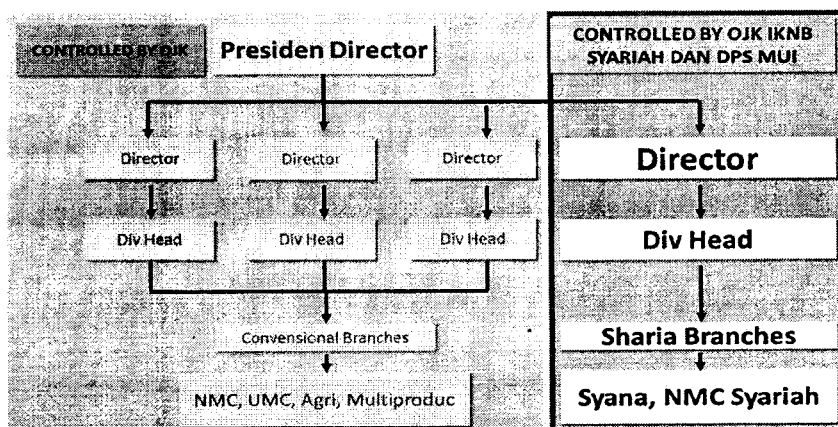 CONTROLLED BY OJK
Presiden Director
CONTROLLED BY OJK IKNB
SYARIAH DAN DPS MUI
Director
Director
Director
Director
Div Head
Div Head
Div Head
Div Head
Convensional Branches
Sharia Branches
NMC, UMC, Agri, Multiproduc
Syana, NMC Syariah